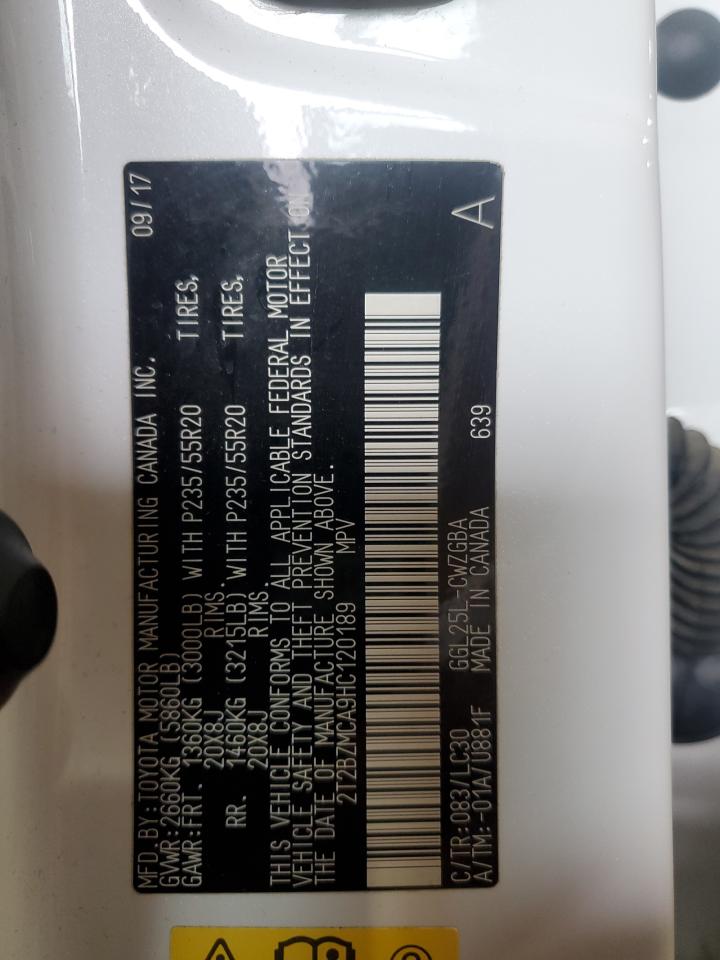 MFD.BY:TOYOTA MOTOR MANUFACTURING CANADA INC. 09/17
GVWR:2660KG (5860LB)
GAWR:FRT. 1360KG (3000LB) WITH P235/55R20 TIRES,
20X8J RIMS.
RR. 1460KG (3215LB) WITH P235/55R20 TIRES,
20X8J RIMS.
THIS VEHICLE CONFORMS TO ALL APPLICABLE FEDERAL MOTOR
VEHICLE SAFETY AND THEFT PREVENTION STANDARDS IN EFFECT ON
THE DATE OF MANUFACTURE SHOWN ABOVE.
2T2BZMCA9HC120189 MPV
C/TR:083/LC30 GGL25L-CWZGBA A
A/TM:-01A/U881F MADE IN CANADA 639